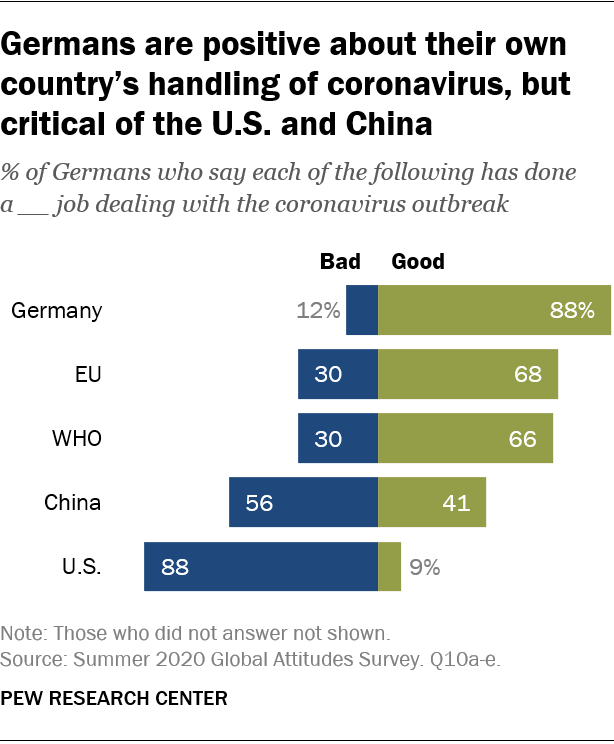 Germans are positive about their own
country's handling of coronavirus, but
critical of the U.S. and China
% of Germans who say each of the following has done
a __ job dealing with the coronavirus outbreak
Bad Good
Germany 12% 88%
EU 30 68
WHO 30 66
China 56 41
U.S. 88 9%
Note: Those who did not answer not shown.
Source: Summer 2020 Global Attitudes Survey. Q10a-e.
PEW RESEARCH CENTER